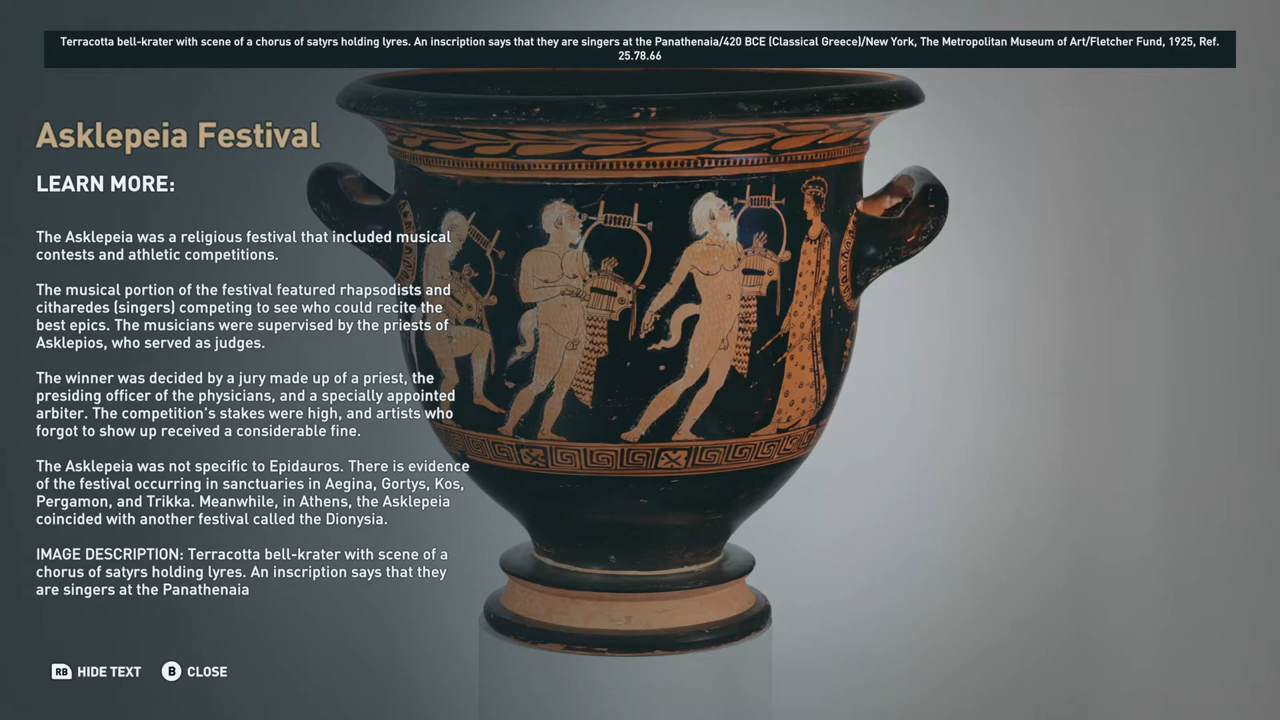 Terracotta bell-krater with scene of a chorus of satyrs holding lyres. An inscription says that they are singers at the Panathenaia/420 BCE (Classical Greece)/New York, The Metropolitan Museum of Art/Fletcher Fund, 1925, Ref.
25.78.66
Asklepeia Festival
LEARN MORE:
The Asklepeia was a religious festival that included musical
contests and athletic competitions.
The musical portion of the festival featured rhapsodists and
citharedes (singers) competing to see who could recite the
best epics. The musicians were supervised by the priests of
Asklepios, who served as judges.
The winner was decided by a jury made up of a priest, the
presiding officer of the physicians, and a specially appointed
arbiter. The competition's stakes were high, and artists who
forgot to show up received a considerable fine.
The Asklepeia was not specific to Epidauros. There is evidence
of the festival occurring in sanctuaries in Aegina, Gortys, Kos,
Pergamon, and Trikka. Meanwhile, in Athens, the Asklepeia
coincided with another festival called the Dionysia.
IMAGE DESCRIPTION: Terracotta bell-krater with scene of a
chorus of satyrs holding lyres. An inscription says that they
are singers at the Panathenaia
RB HIDE TEXT B CLOSE